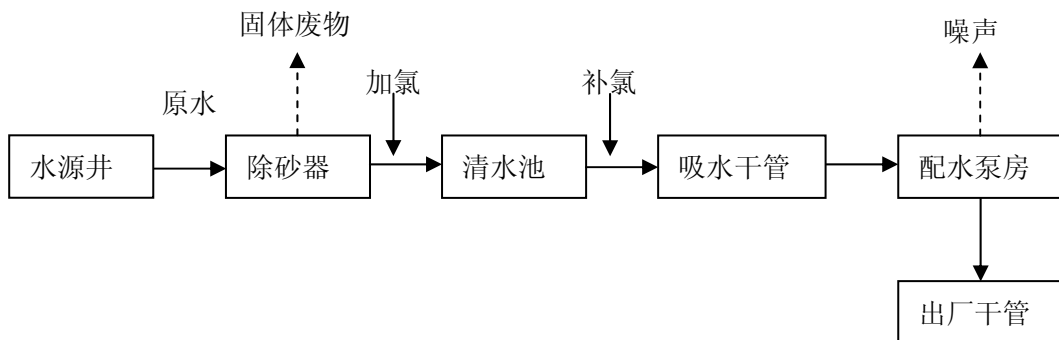 固体废物
噪声
加氯
补氯
原水
水源井
除砂器
清水池
吸水干管
配水泵房
出厂干管